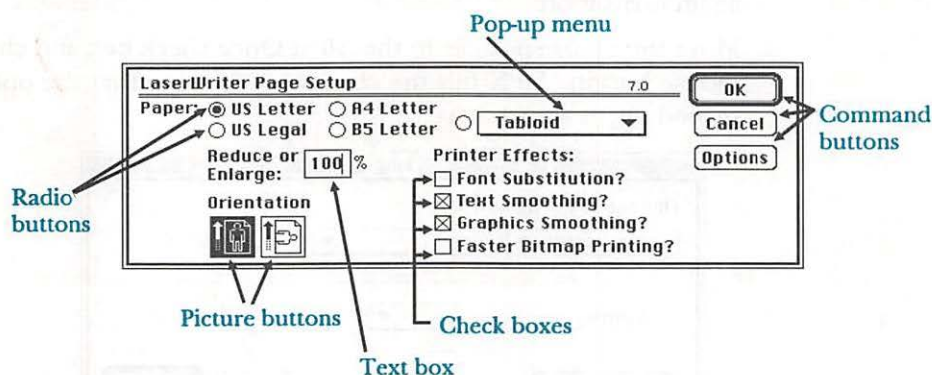 Pop-up menu
LaserWriter Page Setup 7.0 OK
Paper: US Letter A4 Letter Tabloid Cancel
US Legal B5 Letter
Command
buttons
Reduce or
Enlarge: 100 % Printer Effects: Options
Font Substitution?
Radio
buttons
Orientation Text Smoothing?
Graphics Smoothing?
Faster Bitmap Printing?
Picture buttons
Check boxes
Text box